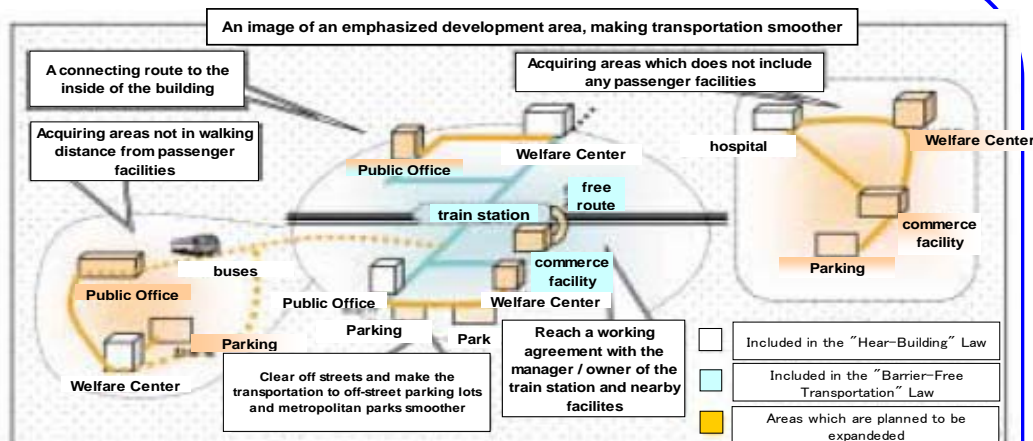 An image of an emphasized development area, making transportation smoother
A connecting route to the
inside of the building
Acquiring areas which does not include
any passenger facilities
Acquiring areas not in walking
distance from passenger
facilities
Public Office
Welfare Center
hospital
Welfare Center
free
route
train station
commerce
facility
Parking
buses
Public Office
commerce
facility
Public Office
Welfare Center
Parking
Park
Parking
Welfare Center
Clear off streets and make the
transportation to off-street parking lots
and metropolitan parks smoother
Reach a working
agreement with the
manager / owner of the
train station and nearby
facilites
Included in the "Hear-Building" Law
Included in the "Barrier-Free
Transportation" Law
Areas which are planned to be
expandeded